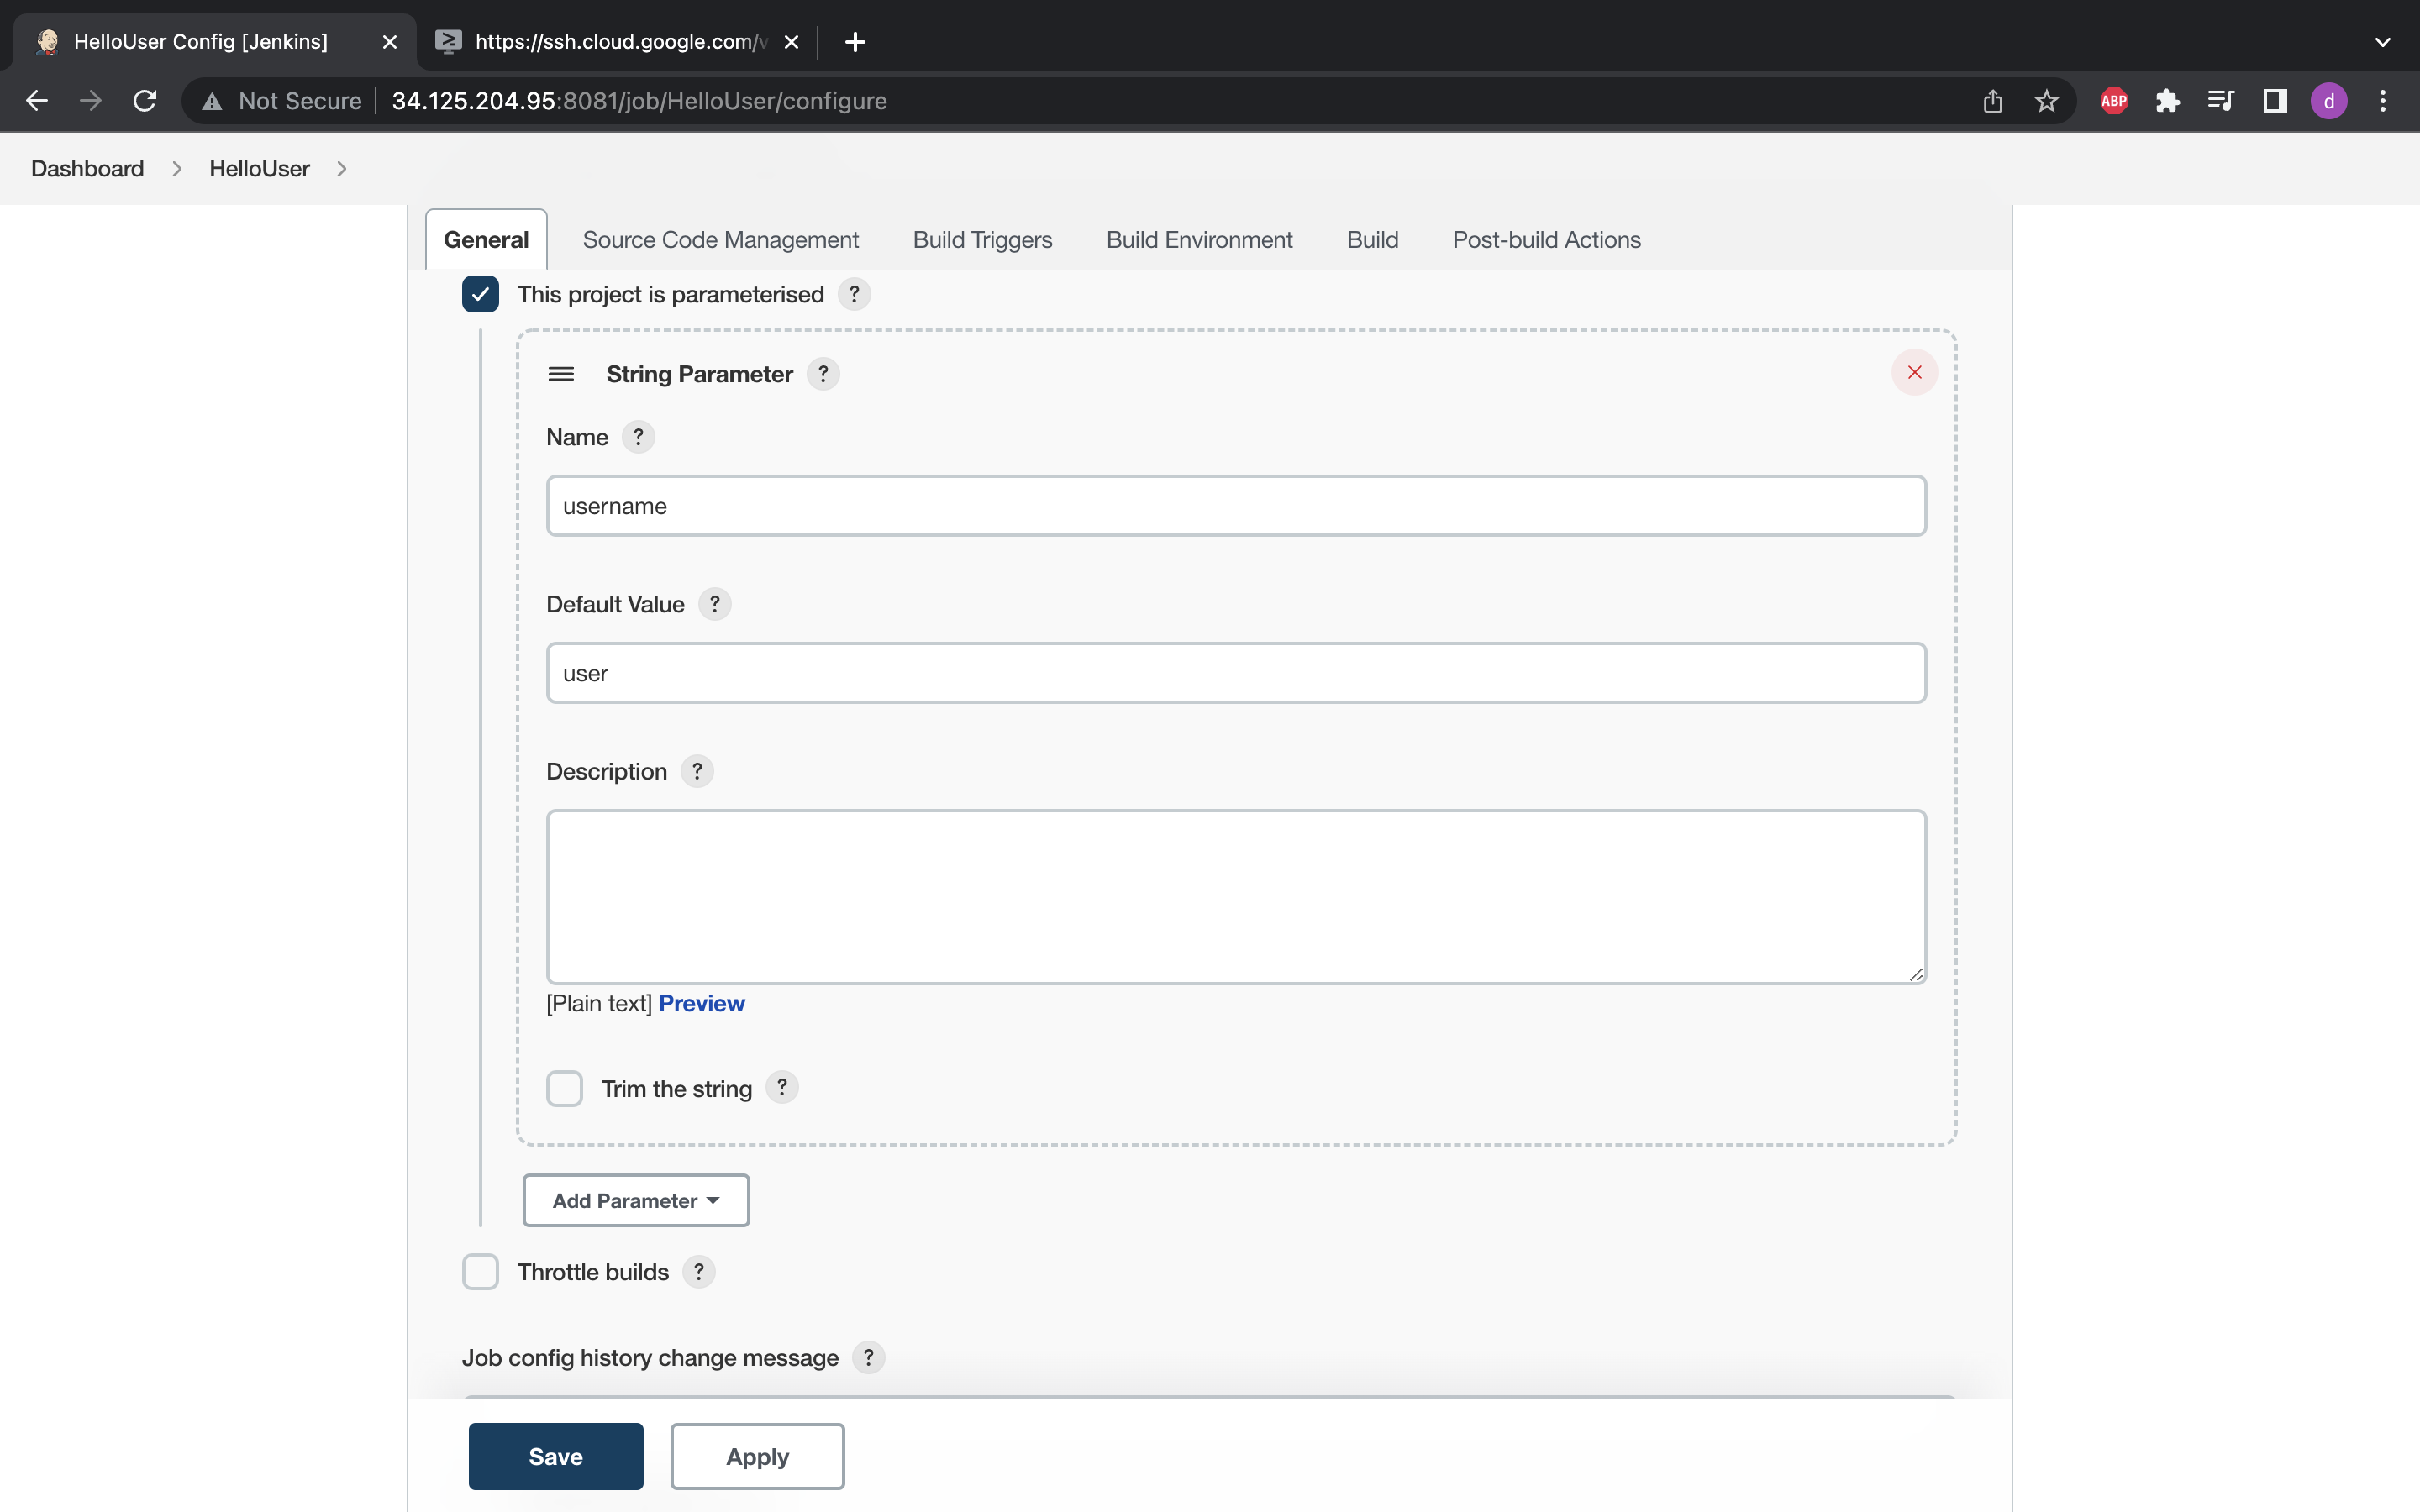 HelloUser Config [Jenkins]
https://ssh.cloud.google.com/v
Not Secure
34.125.204.95:8081/job/HelloUser/configure
ABP
d
Dashboard
HelloUser
General
Source Code Management
Build Triggers
Build Environment
Build
Post-build Actions
This project is parameterised ?
String Parameter ?
Name ?
username
Default Value ?
user
Description ?
[Plain text] Preview
Trim the string ?
Add Parameter
Throttle builds ?
Job config history change message ?
Save
Apply